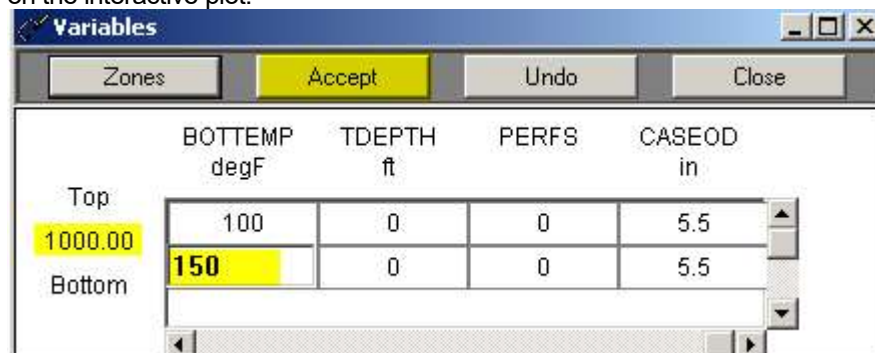 on the interactive plot.
Variables
Zones Accept Undo Close
BOTTEMP TDEPTH PERFS CASEOD
degF ft in
Top
100 0 0 5.5
1000.00
150 0 0 5.5
Bottom